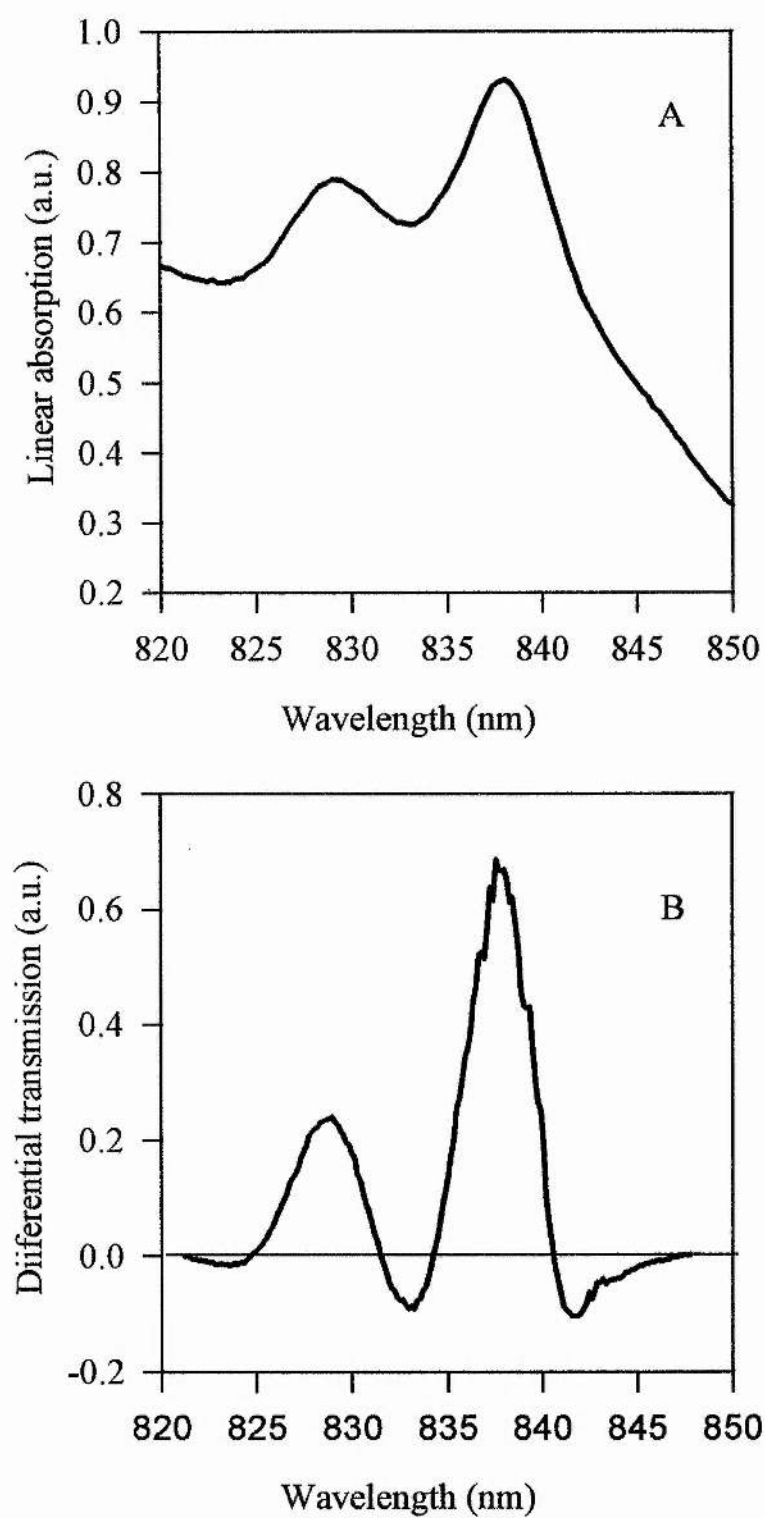 1.0
0.9
0.8
0.7
0.6
0.5
0.4
0.3
0.2
Linear absorption (a.u.)
A
820 825 830 835 840 845 850
Wavelength (nm)
0.8
0.6
0.4
0.2
0.0
-0.2
Diiferential transmission (a.u.)
B
820 825 830 835 840 845 850
Wavelength (nm)